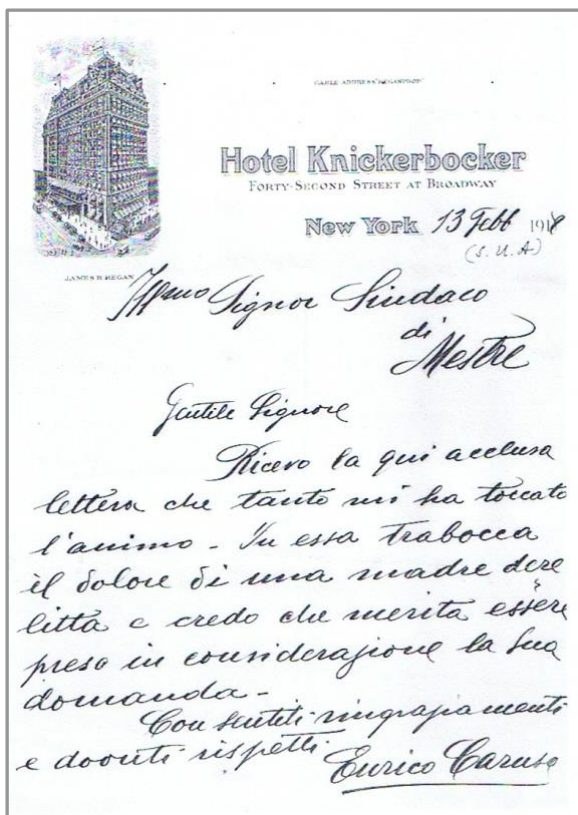 CABLE ADDRESS
Hotel Knickerbocker
FORTY-SECOND STREET AT BROADWAY
New York 13 Febb 1918
(S. U. A)
JAMES B. REGAN
Illmo Signor Sindaco
di
Mestre
Gentile Signore
Ricevo la qui acclusa
lettera che tanto mi ha toccato
l'animo - In essa trabocca
il dolore di una madre dere
litta e credo che merita essere
preso in considerazione la sua
domanda -
Con sentiti ringraziamenti
e dovuti rispetti
Enrico Caruso